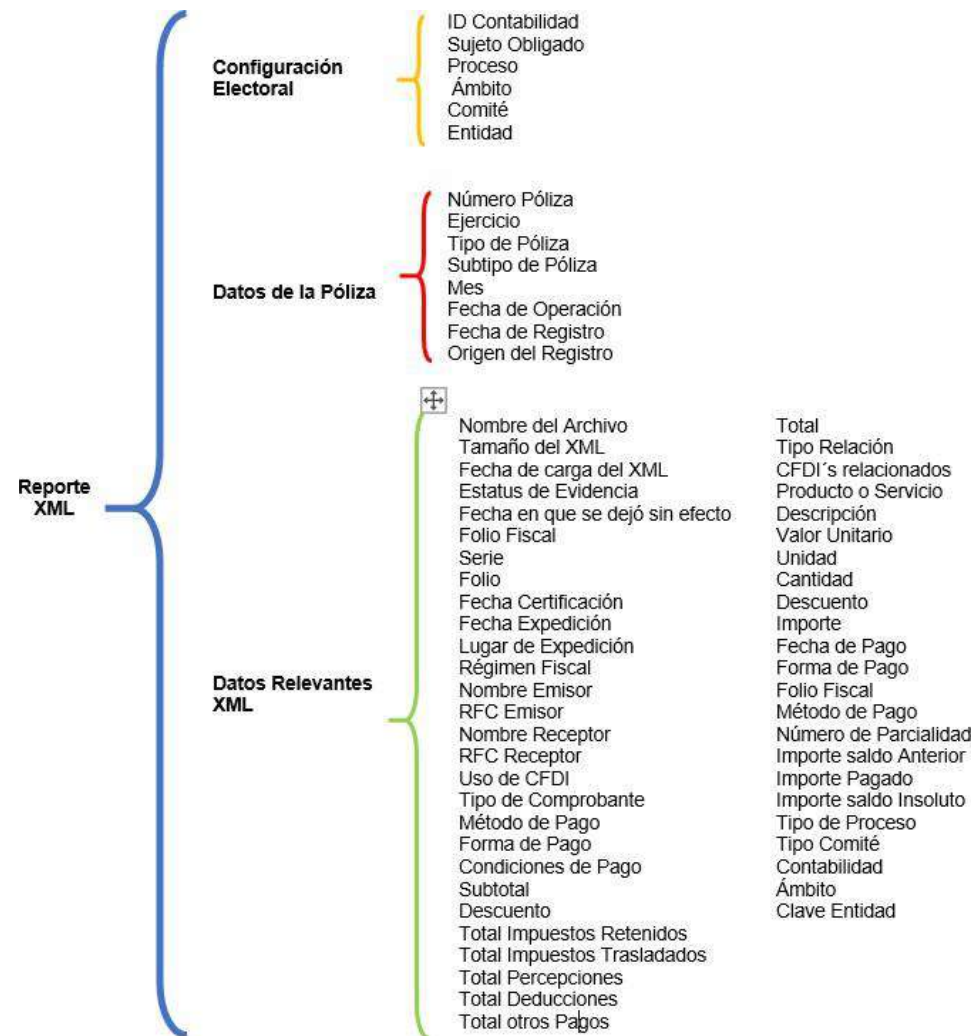 Reporte
XML
Configuración
Electoral
ID Contabilidad
Sujeto Obligado
Proceso
Ámbito
Comité
Entidad
Datos de la Póliza
Número Póliza
Ejercicio
Tipo de Póliza
Subtipo de Póliza
Mes
Fecha de Operación
Fecha de Registro
Origen del Registro
Datos Relevantes
XML
Nombre del Archivo
Tamaño del XML
Fecha de carga del XML
Estatus de Evidencia
Fecha en que se dejó sin efecto
Folio Fiscal
Serie
Folio
Fecha Certificación
Fecha Expedición
Lugar de Expedición
Régimen Fiscal
Nombre Emisor
RFC Emisor
Nombre Receptor
RFC Receptor
Uso de CFDI
Tipo de Comprobante
Método de Pago
Forma de Pago
Condiciones de Pago
Subtotal
Descuento
Total Impuestos Retenidos
Total Impuestos Trasladados
Total Percepciones
Total Deducciones
Total otros Pagos
Total
Tipo Relación
CFDI´s relacionados
Producto o Servicio
Descripción
Valor Unitario
Unidad
Cantidad
Descuento
Importe
Fecha de Pago
Forma de Pago
Folio Fiscal
Método de Pago
Número de Parcialidad
Importe saldo Anterior
Importe Pagado
Importe saldo Insoluto
Tipo de Proceso
Tipo Comité
Contabilidad
Ámbito
Clave Entidad